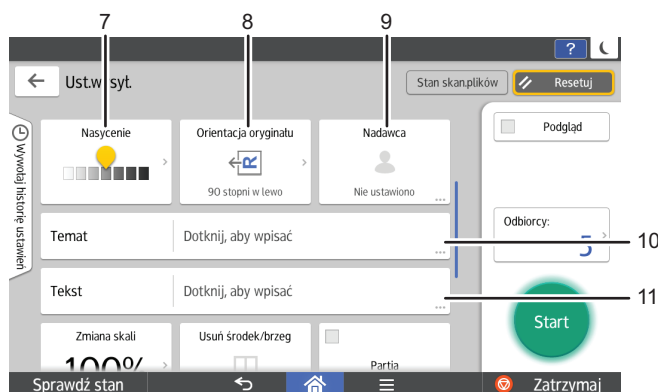 7
8
9
?
Ust.wysył.
Stan skan.plików
Resetuj
Wywołaj historię ustawień
Nasycenie
Orientacja oryginału
Nadawca
R
90 stopni w lewo
Nie ustawiono
...
Podgląd
Temat
Dotknij, aby wpisać
...
Odbiorcy:
5
10
Tekst
Dotknij, aby wpisać
...
11
Start
Zmiana skali
Usuń środek/brzeg
100%
Partia
Sprawdź stan
Zatrzymaj